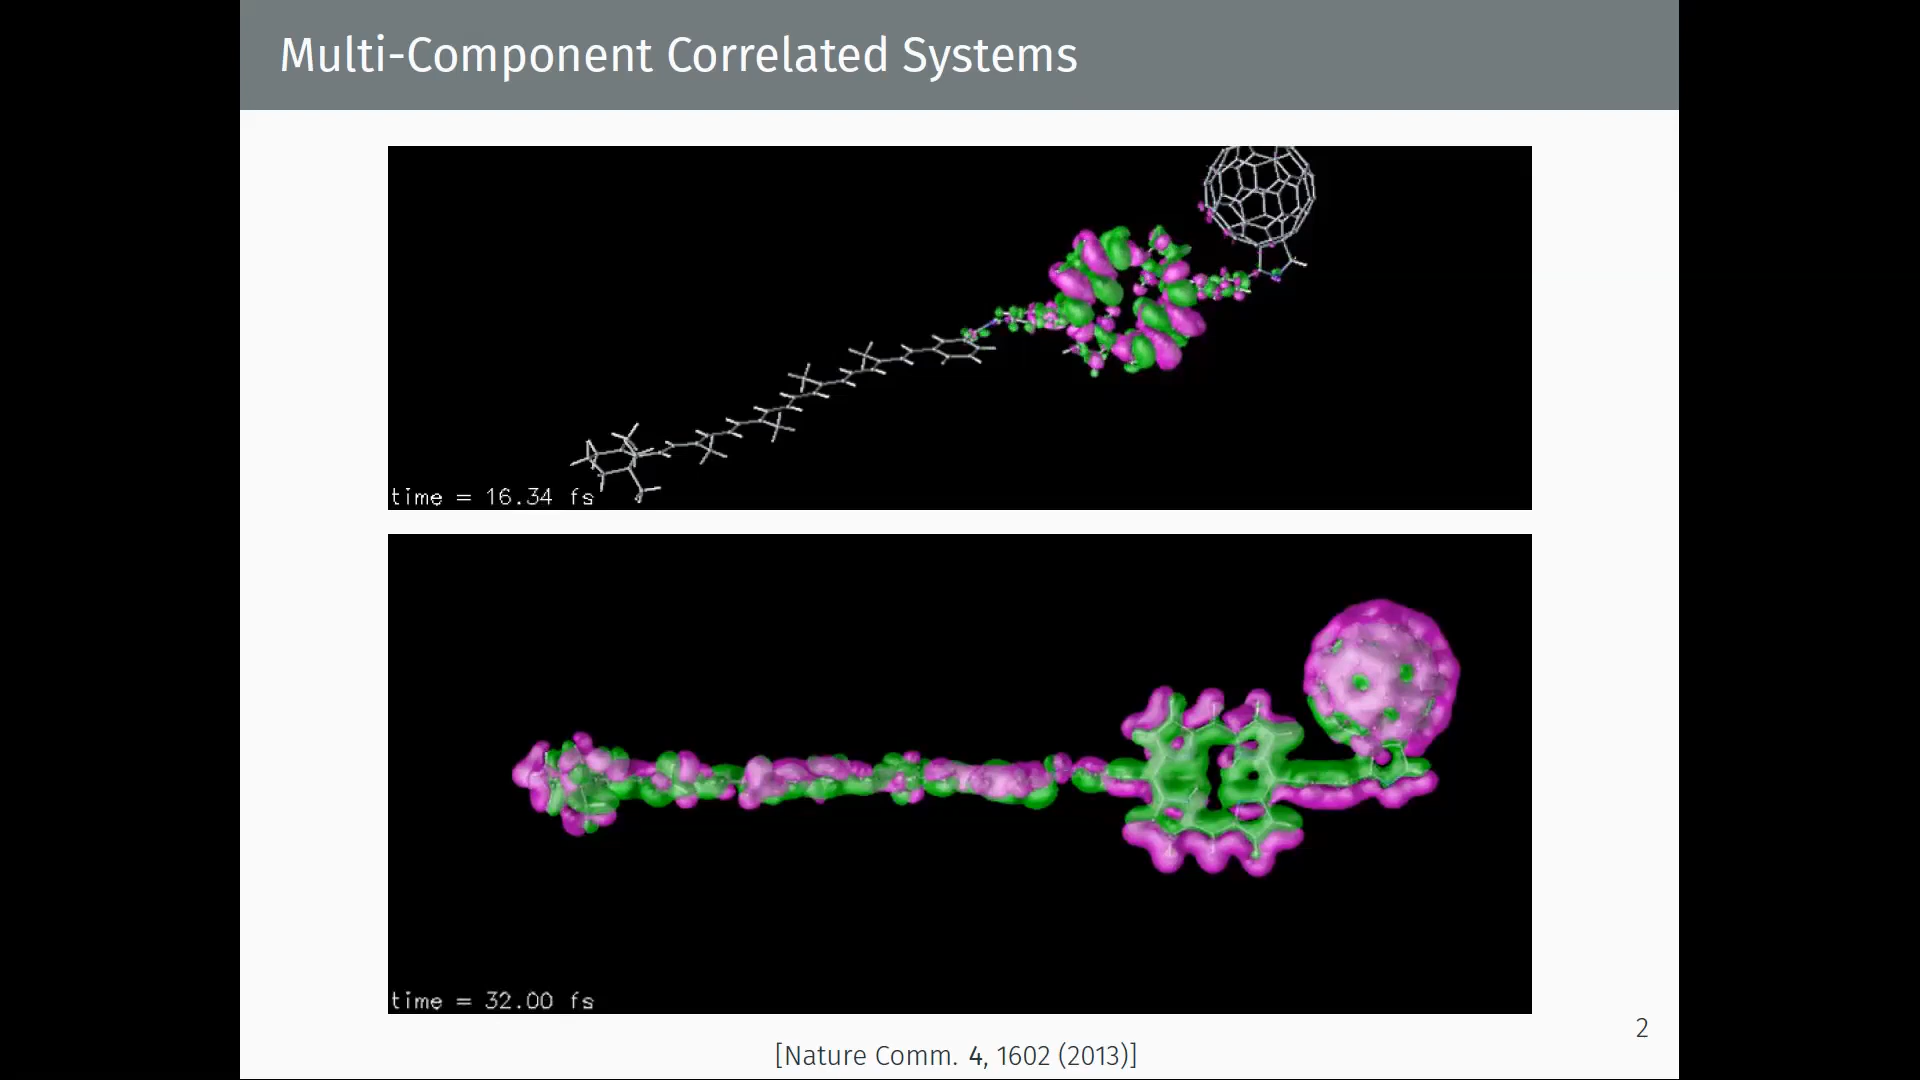 Multi-Component Correlated Systems
time = 16.34 fs
time = 32.00 fs
2
[Nature Comm. 4, 1602 (2013)]